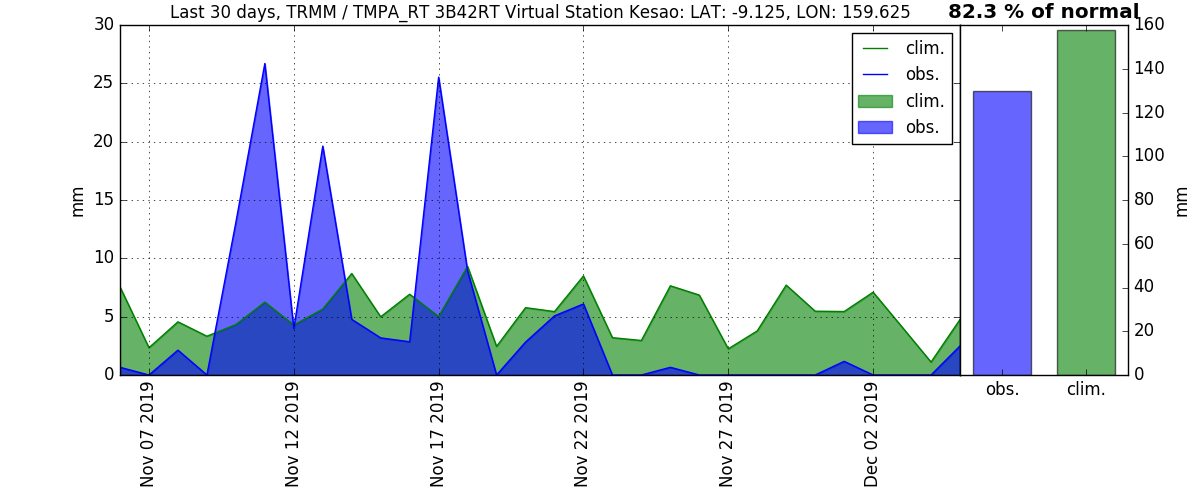 Last 30 days, TRMM / TMPA_RT 3B42RT Virtual Station Kesao: LAT: -9.125, LON: 159.625
82.3 % of normal
30
25
20
15
10
5
0
mm
clim.
obs.
clim.
obs.
160
140
120
100
80
60
40
20
0
mm
Nov 07 2019
Nov 12 2019
Nov 17 2019
Nov 22 2019
Nov 27 2019
Dec 02 2019
obs.
clim.